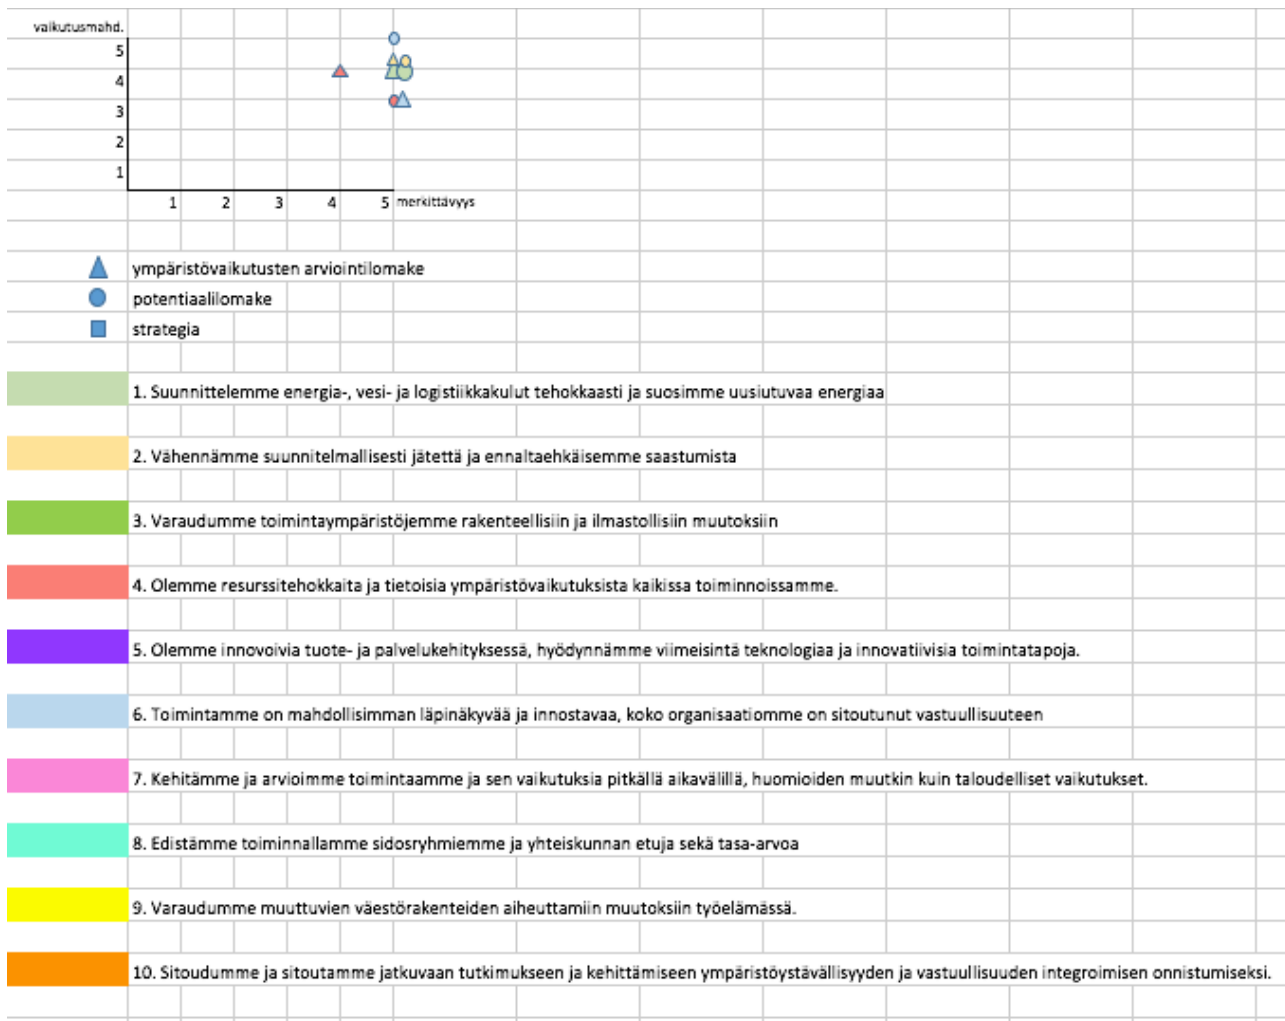 vaikutusmahd.
5
4
3
2
1
1 2 3 4 5 merkittävyys
ympäristövaikutusten arviointilomake
potentiaalilomake
strategia
1. Suunnittelemme energia-, vesi- ja logistiikkakulut tehokkaasti ja suosimme uusiutuvaa energiaa
2. Vähennämme suunnitelmallisesti jätettä ja ennaltaehkäisemme saastumista
3. Varaudumme toimintaympäristöjemme rakenteellisiin ja ilmastollisiin muutoksiin
4. Olemme resurssitehokkaita ja tietoisia ympäristövaikutuksista kaikissa toiminnoissamme.
5. Olemme innovoivia tuote- ja palvelukehityksessä, hyödynnämme viimeisintä teknologiaa ja innovatiivisia toimintatapoja.
6. Toimintamme on mahdollisimman läpinäkyvää ja innostavaa, koko organisaatiomme on sitoutunut vastuullisuuteen
7. Kehitämme ja arvioimme toimintaamme ja sen vaikutuksia pitkällä aikavälillä, huomioiden muutkin kuin taloudelliset vaikutukset.
8. Edistämme toiminnallamme sidosryhmiemme ja yhteiskunnan etuja sekä tasa-arvoa
9. Varaudumme muuttuvien väestörakenteiden aiheuttamiin muutoksiin työelämässä.
10. Sitoudumme ja sitoutamme jatkuvaan tutkimukseen ja kehittämiseen ympäristöystävällisyyden ja vastuullisuuden integroimisen onnistumiseksi.